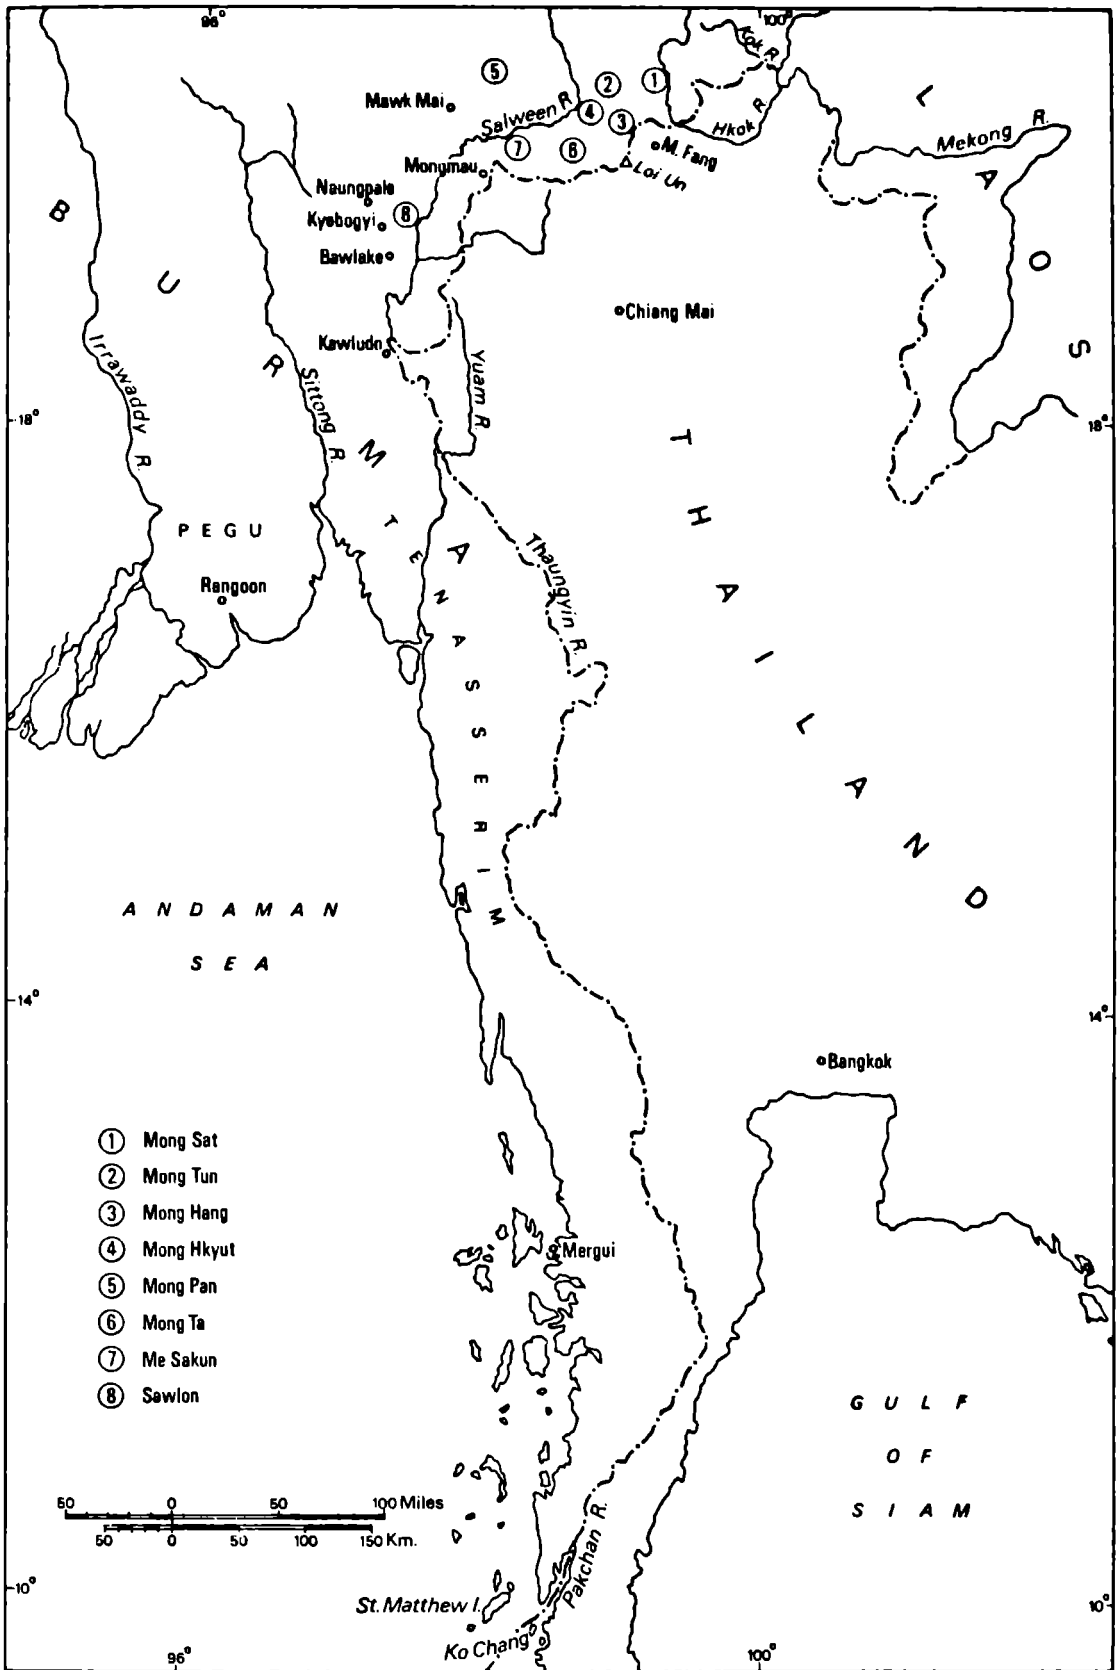 98°
100°
Kok R.
L
A
O
S
⑤
②
①
Mawk Mai
Salween R.
④
③
Hkok R.
Mekong R.
⑦
⑥
M. Fang
Mongmau
Loi Un
Naungpale
⑧
Kyebogyi
Bawlake
B
U
R
M
A
Chiang Mai
Kawludo
Irrawaddy R.
Sittong R.
Yuam R.
18°
18°
T H A I L A N D
PEGU
T E N A S S E R I M
Thaungyin R.
Rangoon
ANDAMAN
SEA
14°
14°
Bangkok
① Mong Sat
② Mong Tun
③ Mong Hang
④ Mong Hkyut
⑤ Mong Pan
⑥ Mong Ta
⑦ Me Sakun
⑧ Sawlon
Mergui
GULF
OF
SIAM
50 0 50 100 Miles
50 0 50 100 150 Km.
Pakchan R.
10°
10°
St. Matthew I.
Ko Chang
96°
100°